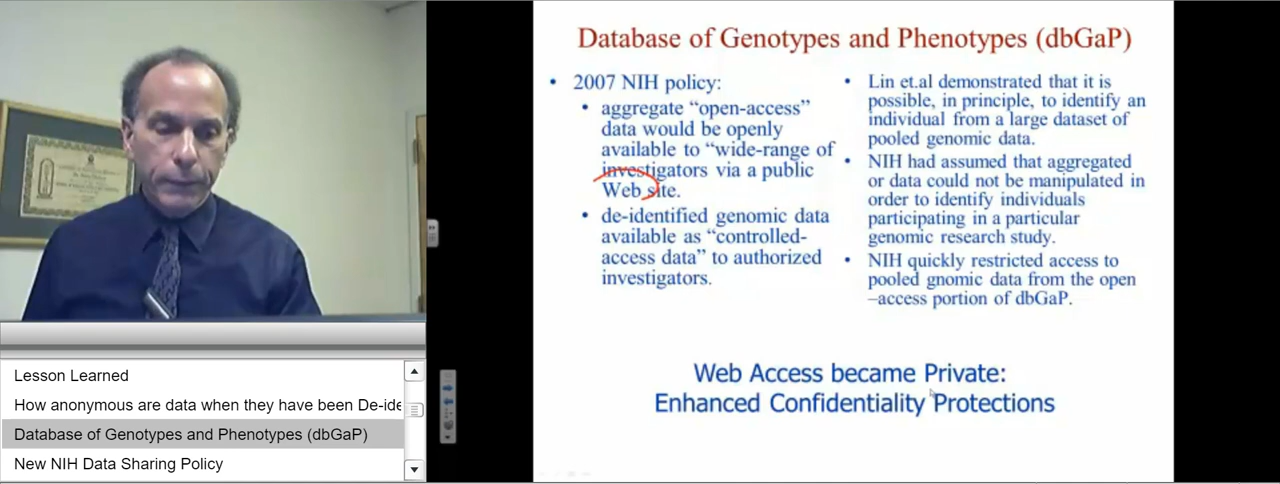 Database of Genotypes and Phenotypes (dbGaP)
• 2007 NIH policy:
• aggregate “open-access”
data would be openly
available to “wide-range of
investigators via a public
Web site.
• de-identified genomic data
available as “controlled-
access data” to authorized
investigators.
• Lin et.al demonstrated that it is
possible, in principle, to identify an
individual from a large dataset of
pooled genomic data.
• NIH had assumed that aggregated
or data could not be manipulated in
order to identify individuals
participating in a particular
genomic research study.
• NIH quickly restricted access to
pooled gnomic data from the open
–access portion of dbGaP.
Web Access became Private:
Enhanced Confidentiality Protections
Lesson Learned
How anonymous are data when they have been De-ide
Database of Genotypes and Phenotypes (dbGaP)
New NIH Data Sharing Policy